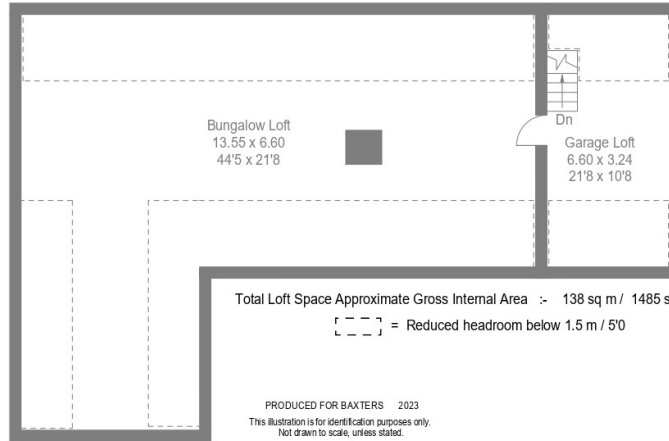 Dn
Bungalow Loft
13.55 x 6.60
44'5 x 21'8
Garage Loft
6.60 x 3.24
21'8 x 10'8
Total Loft Space Approximate Gross Internal Area :- 138 sq m / 1485 s
= Reduced headroom below 1.5 m / 5'0
PRODUCED FOR BAXTERS 2023
This illustration is for identification purposes only.
Not drawn to scale, unless stated.